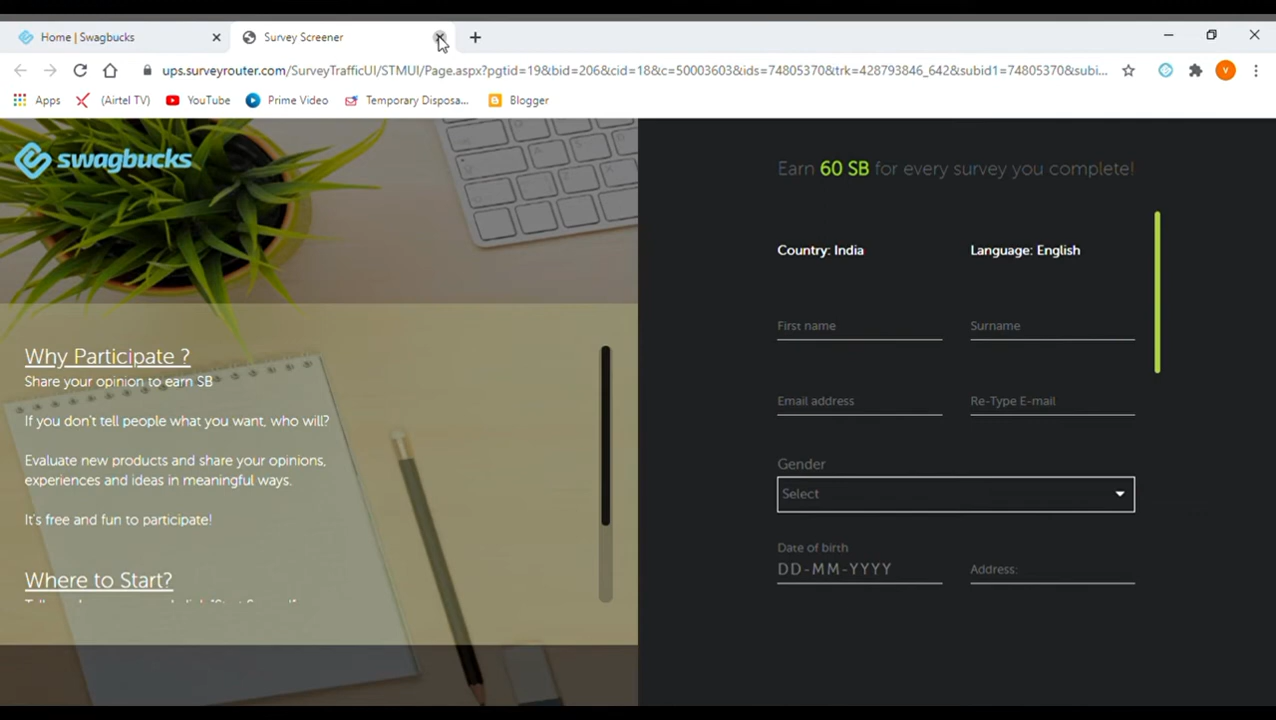 Home | Swagbucks
Survey Screener
ups.surveyrouter.com/SurveyTrafficUI/STMUI/Page.aspx?pgtid=19&bid=206&cid=18&c=50003603&ids=74805370&trk=428793846_642&subid1=74805370&subi...
V
Apps
(Airtel TV)
YouTube
Prime Video
Temporary Disposa...
Blogger
swagbucks
Earn 60 SB for every survey you complete!
Country: India
Language: English
First name
Surname
Why Participate ?
Share your opinion to earn SB
Email address
Re-Type E-mail
If you don't tell people what you want, who will?
Evaluate new products and share your opinions,
experiences and ideas in meaningful ways.
Gender
Select
It's free and fun to participate!
Date of birth
DD-MM-YYYY
Address:
Where to Start?